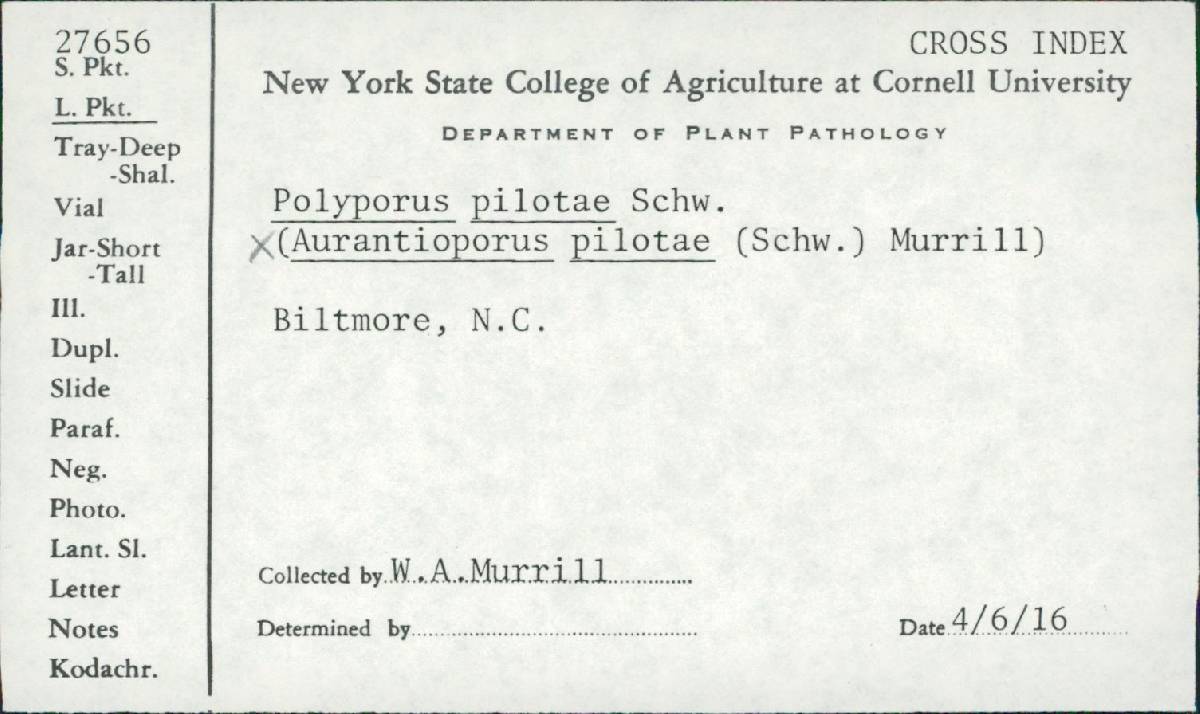 27656
S. Pkt.
L. Pkt.
Tray-Deep
-Shal.
Vial
Jar-Short
-Tall
Ill.
Dupl.
Slide
Paraf.
Neg.
Photo.
Lant. Sl.
Letter
Notes
Kodachr.
CROSS INDEX
New York State College of Agriculture at Cornell University
DEPARTMENT OF PLANT PATHOLOGY
Polyporus pilotae Schw.
X(Aurantioporus pilotae (Schw.) Murrill)
Biltmore, N.C.
Collected by W.A.Murrill
Determined by
Date 4/6/16